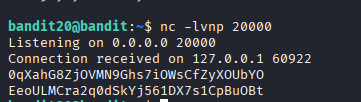 bandit20@bandit:~$ nc -lvnp 20000
Listening on 0.0.0.0 20000
Connection received on 127.0.0.1 60922
0qXahG8ZjOVMN9Ghs7iOWsCfZyXOUbYO
EeoULMCra2q0dSkYj561DX7s1CpBuOBt